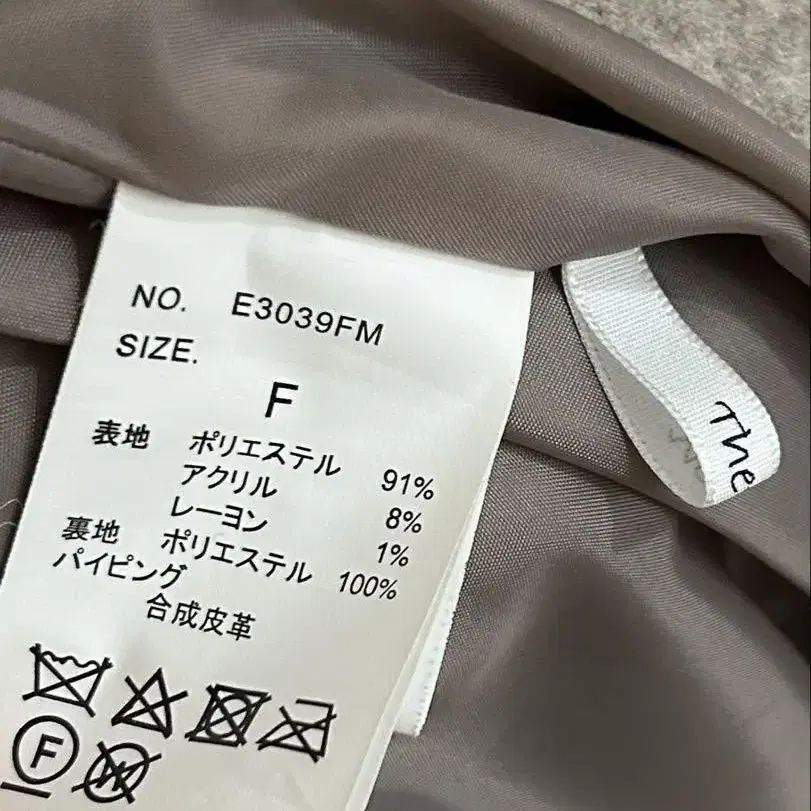 NO. E3039FM
SIZE.
F
表地 ポリエステル 91%
アクリル 8%
レーヨン 1%
裏地 ポリエステル 100%
パイピング
合成皮革
F
W
The